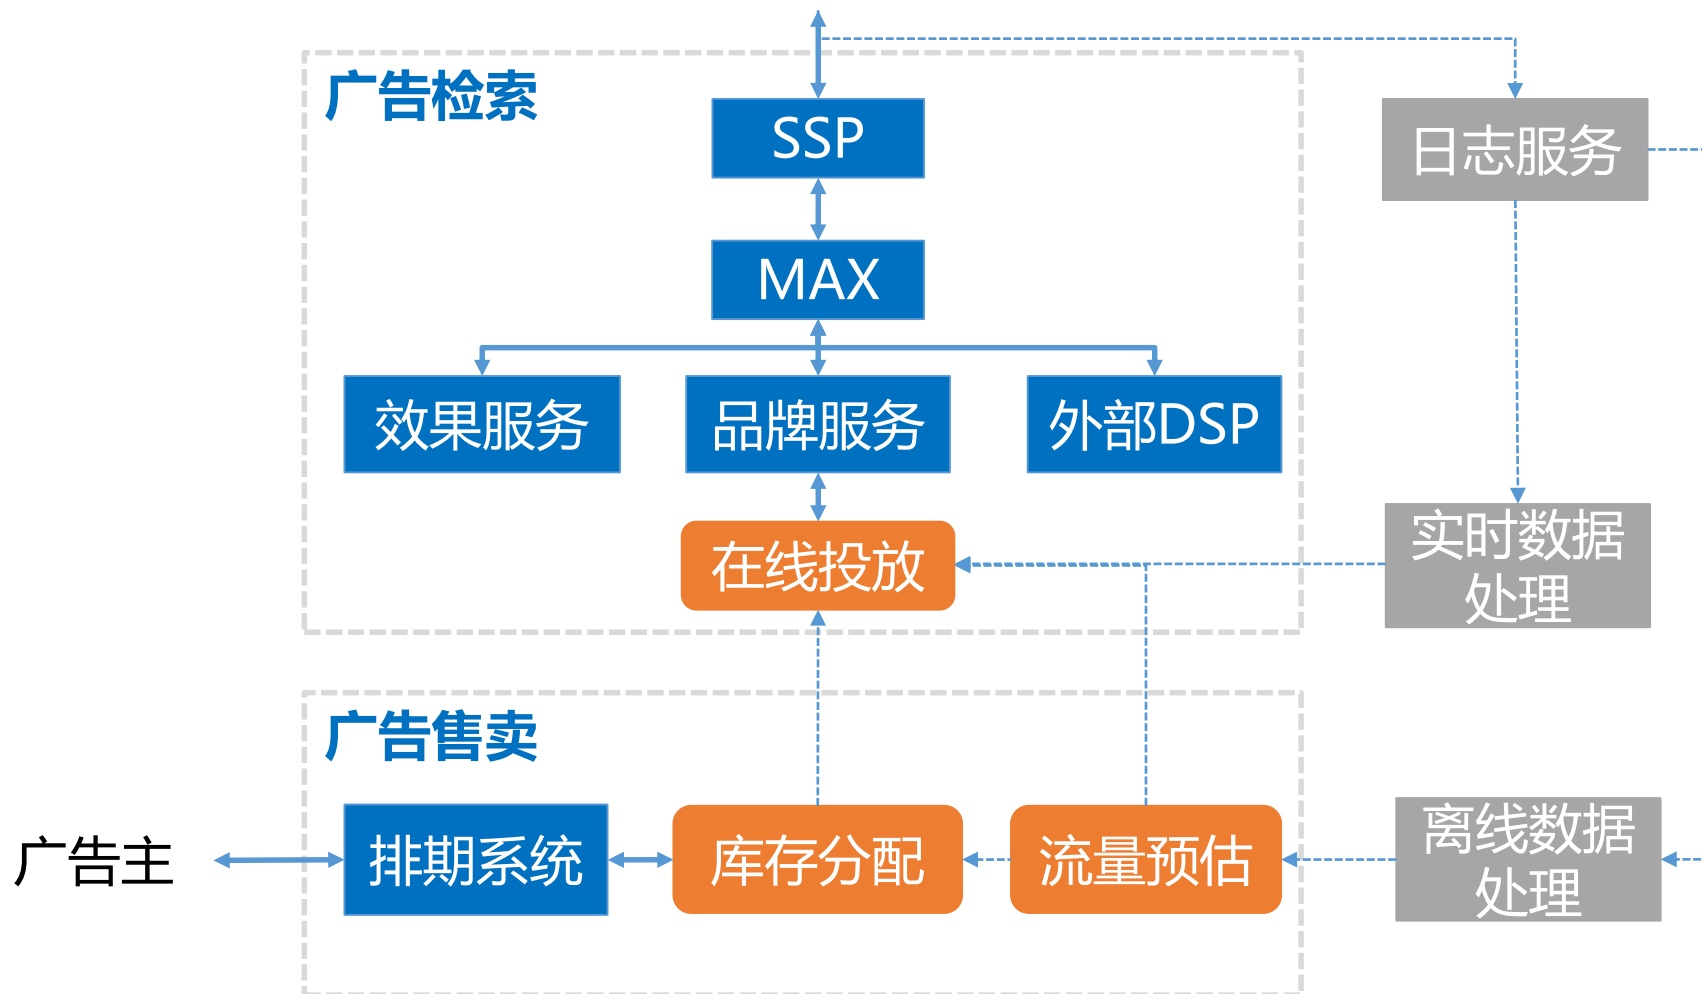 广告检索
SSP
日志服务
MAX
效果服务
品牌服务
外部DSP
在线投放
实时数据
处理
广告售卖
广告主
排期系统
库存分配
流量预估
离线数据
处理